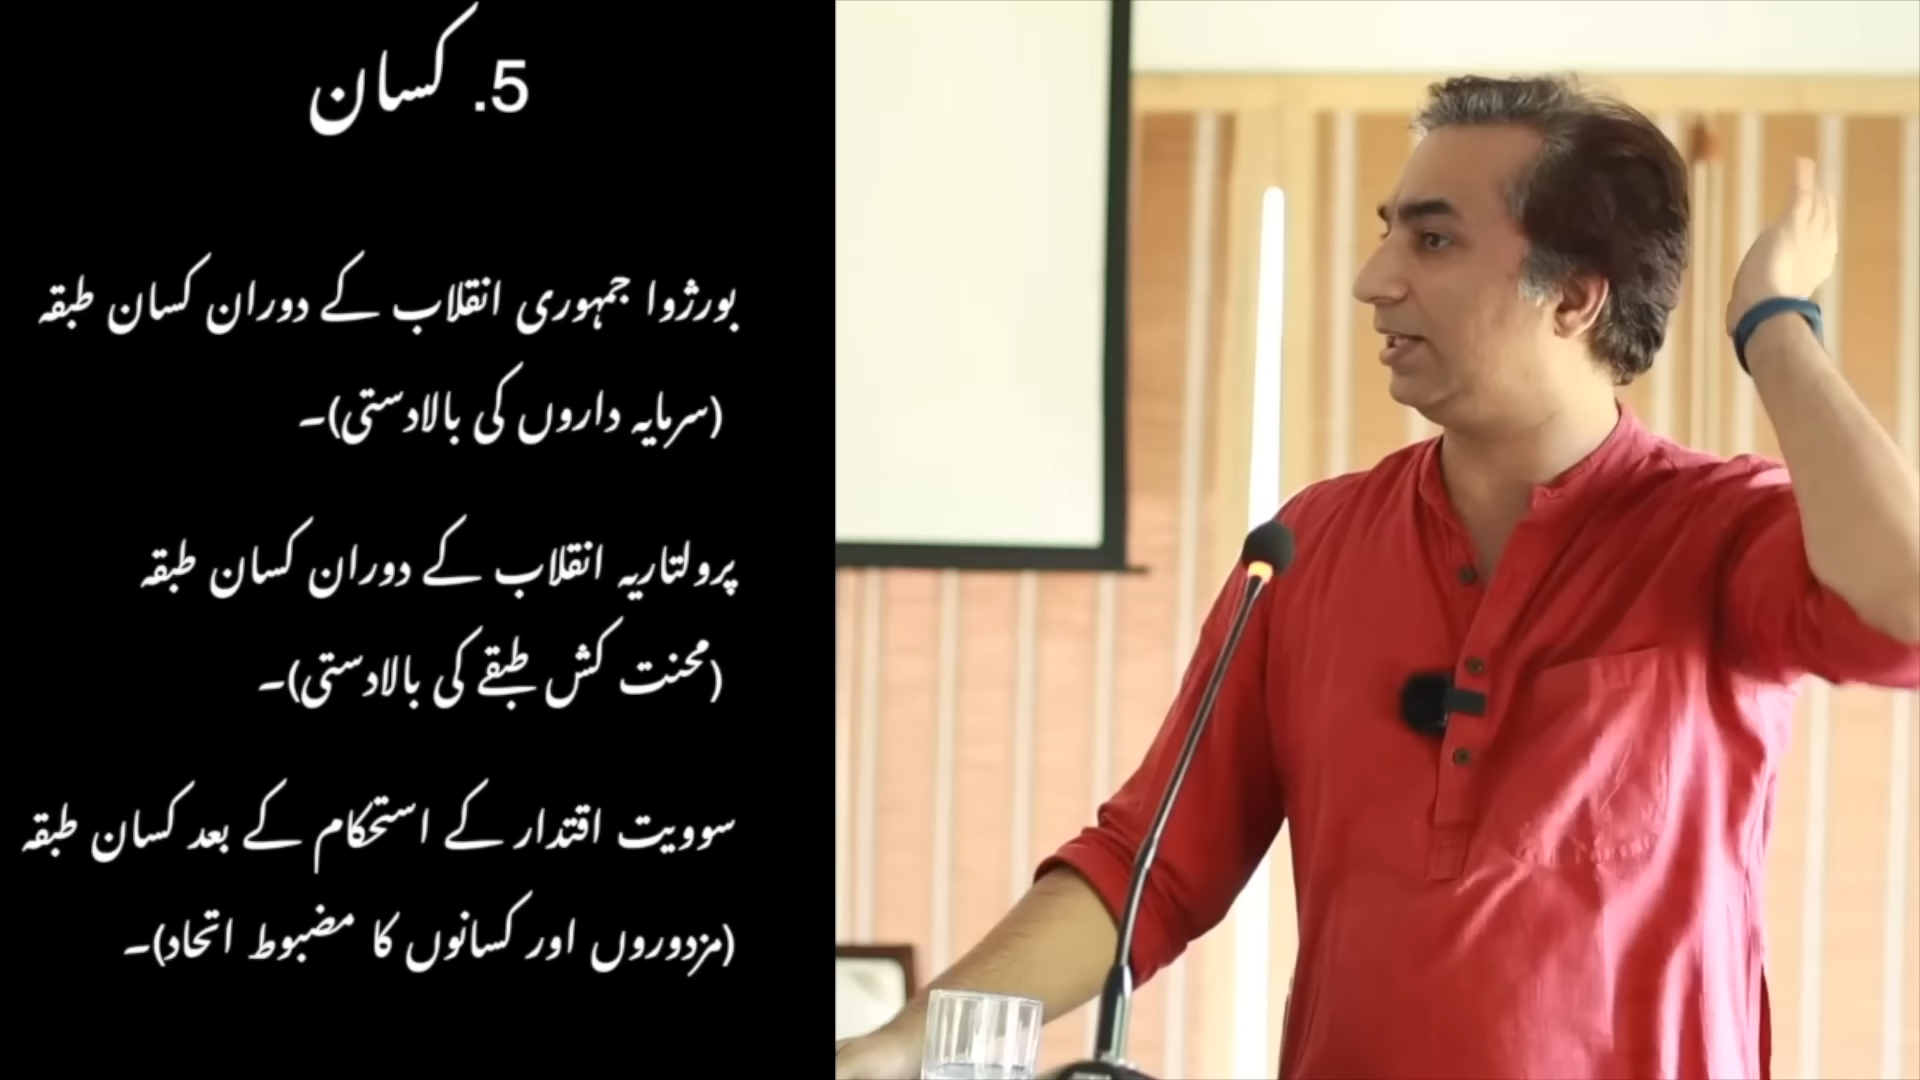 5. کسان
بورژوا جمہوری انقلاب کے دوران کسان طبقہ
(سرمایہ داروں کی بالادستی)۔
پرولتاریہ انقلاب کے دوران کسان طبقہ
(محنت کش طبقے کی بالادستی)۔
سوویت اقتدار کے استحکام کے بعد کسان طبقہ
(مزدوروں اور کسانوں کا مضبوط اتحاد)۔